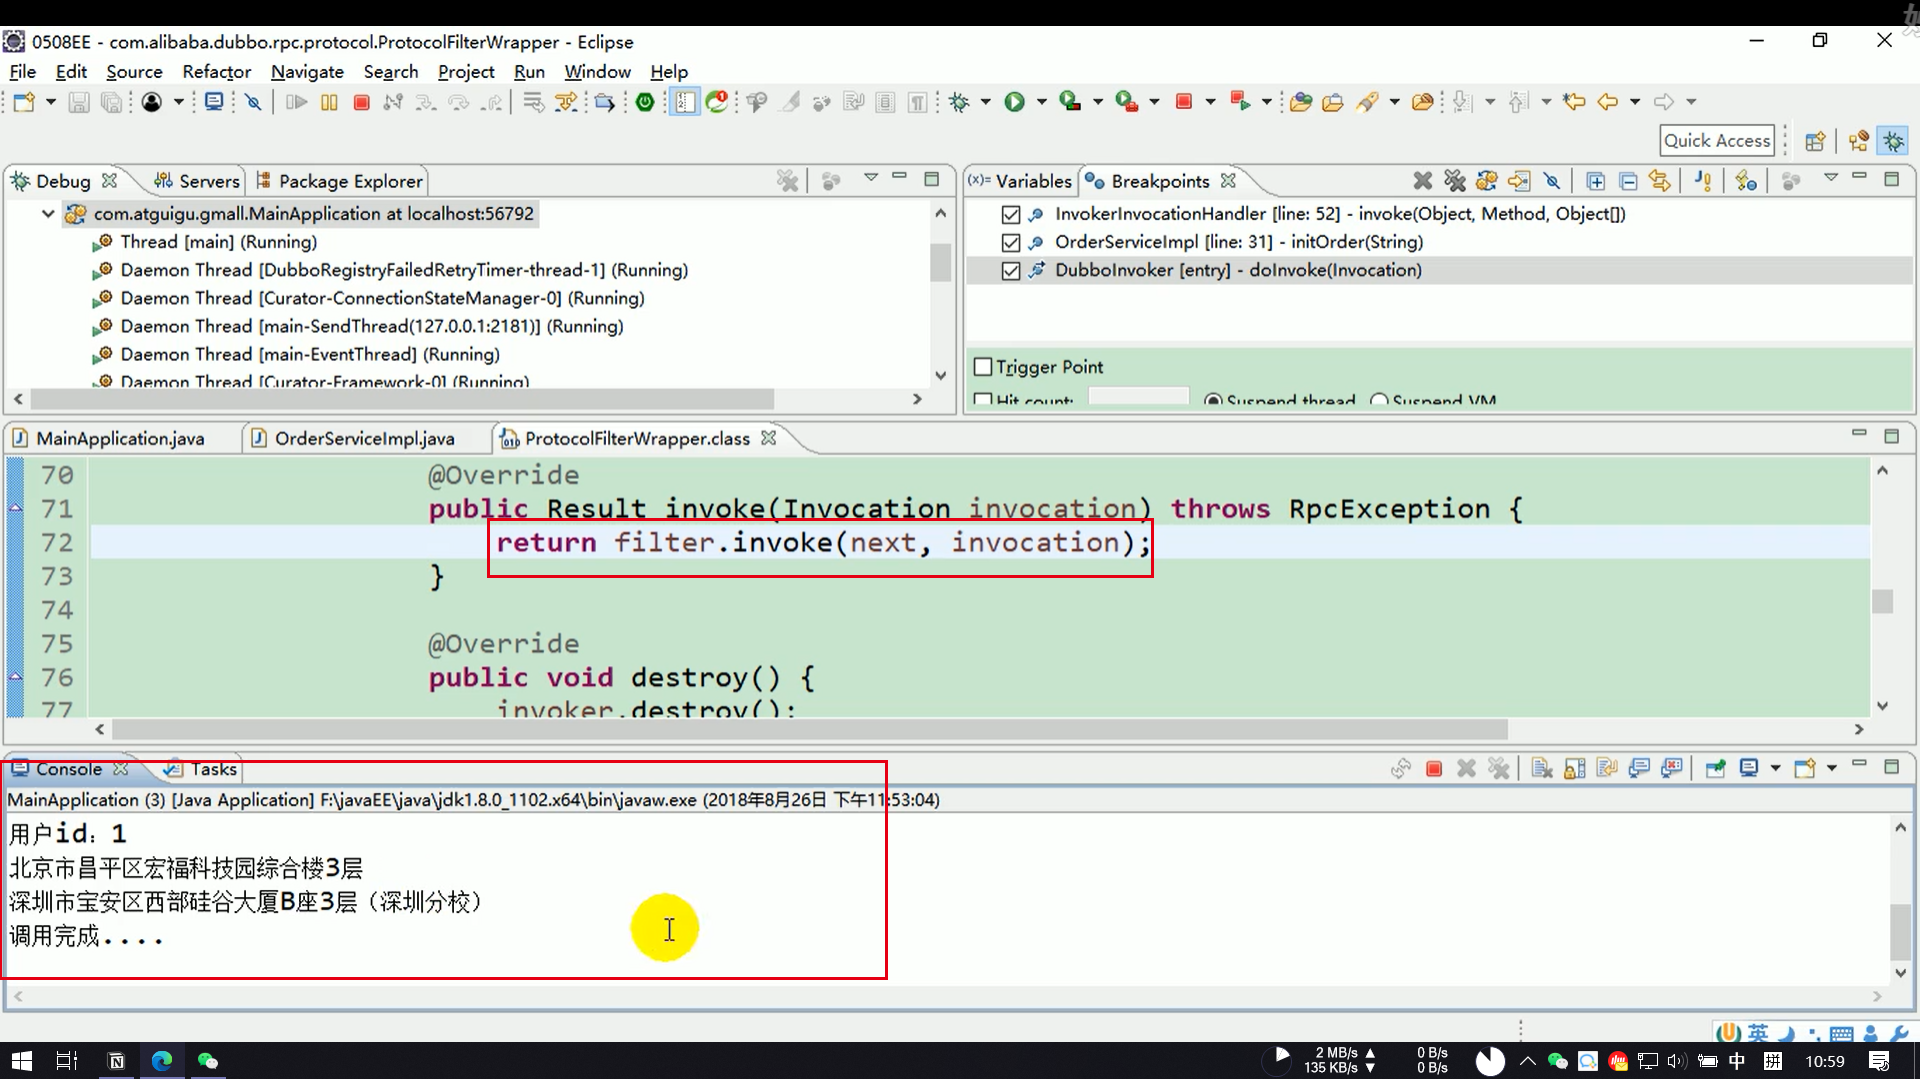 0508EE - com.alibaba.dubbo.rpc.protocol.ProtocolFilterWrapper - Eclipse
File Edit Source Refactor Navigate Search Project Run Window Help
Quick Access
Debug Servers Package Explorer
com.atguigu.gmall.MainApplication at localhost:56792
Thread [main] (Running)
Daemon Thread [DubboRegistryFailedRetryTimer-thread-1] (Running)
Daemon Thread [Curator-ConnectionStateManager-0] (Running)
Daemon Thread [main-SendThread(127.0.0.1:2181)] (Running)
Daemon Thread [main-EventThread] (Running)
Daemon Thread [Curator-Framework-0] (Running)
(x)= Variables Breakpoints
InvokerInvocationHandler [line: 52] - invoke(Object, Method, Object[])
OrderServiceImpl [line: 31] - initOrder(String)
DubboInvoker [entry] - doInvoke(Invocation)
Trigger Point
Hit count: Suspend thread Suspend VM
MainApplication.java OrderServiceImpl.java ProtocolFilterWrapper.class
70 @Override
71 public Result invoke(Invocation invocation) throws RpcException {
72 return filter.invoke(next, invocation);
73 }
74
75 @Override
76 public void destroy() {
77 invoker.destroy();
Console Tasks
MainApplication (3) [Java Application] F:\javaEE\java\jdk1.8.0_1102.x64\bin\javaw.exe (2018年8月26日 下午11:53:04)
用户id：1
北京市昌平区宏福科技园综合楼3层
深圳市宝安区西部硅谷大厦B座3层（深圳分校）
调用完成....
英
2 MB/s 0 B/s
135 KB/s 0 B/s
中 拼 10:59